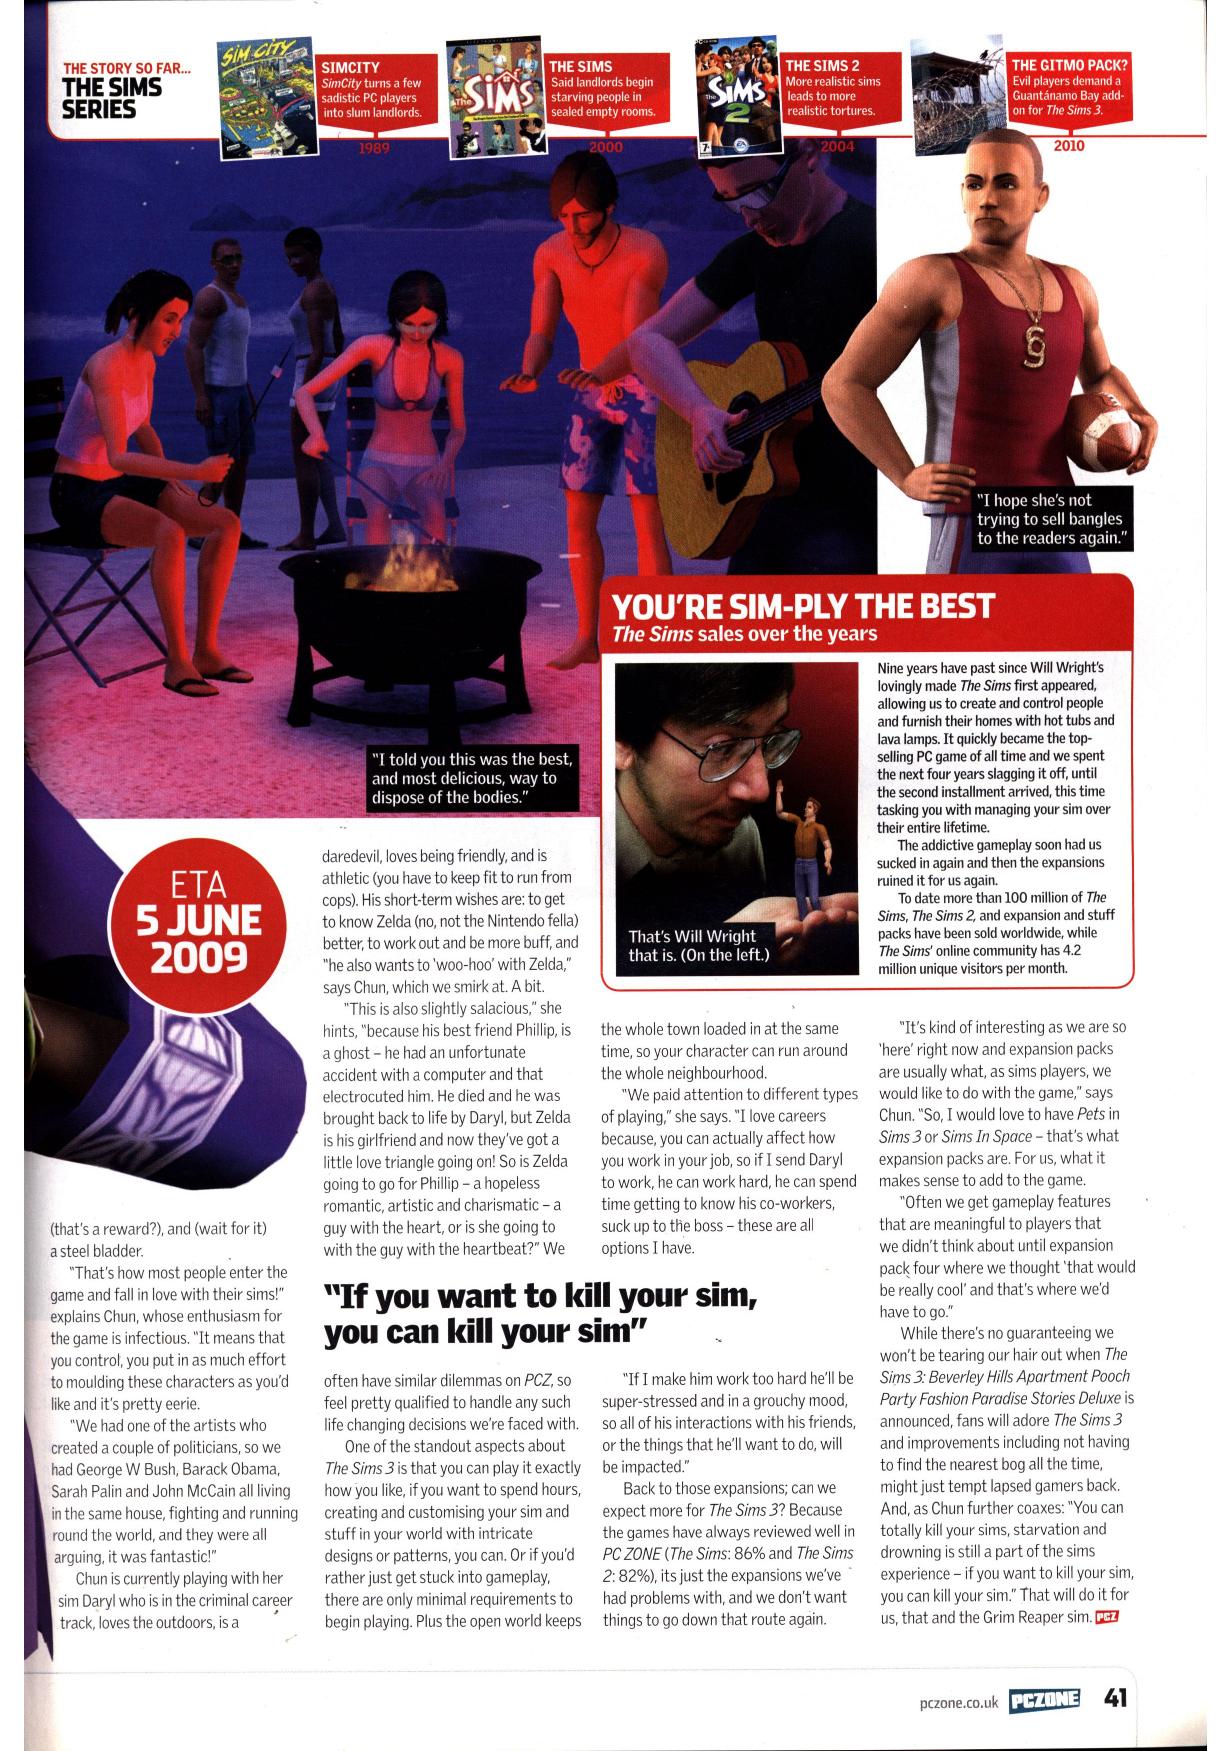 THE STORY SO FAR...
THE SIMS
SERIES
SIM CITY
SIMCITY
SimCity turns a few
sadistic PC players
into slum landlords.
1989
The SIMS
THE SIMS
Said landlords begin
starving people in
sealed empty rooms.
2000
The SIMS
2
THE SIMS 2
More realistic sims
leads to more
realistic tortures.
2004
THE GITMO PACK?
Evil players demand a
Guantánamo Bay add-
on for The Sims 3.
2010
"I hope she's not
trying to sell bangles
to the readers again."
"I told you this was the best,
and most delicious, way to
dispose of the bodies."
YOU'RE SIM-PLY THE BEST
The Sims sales over the years
That's Will Wright
that is. (On the left.)
Nine years have past since Will Wright's
lovingly made The Sims first appeared,
allowing us to create and control people
and furnish their homes with hot tubs and
lava lamps. It quickly became the top-
selling PC game of all time and we spent
the next four years slagging it off, until
the second installment arrived, this time
tasking you with managing your sim over
their entire lifetime.
The addictive gameplay soon had us
sucked in again and then the expansions
ruined it for us again.
To date more than 100 million of The
Sims, The Sims 2, and expansion and stuff
packs have been sold worldwide, while
The Sims' online community has 4.2
million unique visitors per month.
ETA
5 JUNE
2009
(that's a reward?), and (wait for it)
a steel bladder.
"That's how most people enter the
game and fall in love with their sims!"
explains Chun, whose enthusiasm for
the game is infectious. "It means that
you control, you put in as much effort
to moulding these characters as you'd
like and it's pretty eerie.
"We had one of the artists who
created a couple of politicians, so we
had George W Bush, Barack Obama,
Sarah Palin and John McCain all living
in the same house, fighting and running
round the world, and they were all
arguing, it was fantastic!"
Chun is currently playing with her
sim Daryl who is in the criminal career
track, loves the outdoors, is a
daredevil, loves being friendly, and is
athletic (you have to keep fit to run from
cops). His short-term wishes are: to get
to know Zelda (no, not the Nintendo fella)
better, to work out and be more buff, and
"he also wants to 'woo-hoo' with Zelda,"
says Chun, which we smirk at. A bit.
"This is also slightly salacious," she
hints, "because his best friend Phillip, is
a ghost – he had an unfortunate
accident with a computer and that
electrocuted him. He died and he was
brought back to life by Daryl, but Zelda
is his girlfriend and now they've got a
little love triangle going on! So is Zelda
going to go for Phillip – a hopeless
romantic, artistic and charismatic – a
guy with the heart, or is she going to
with the guy with the heartbeat?" We
"If you want to kill your sim,
you can kill your sim"
often have similar dilemmas on PCZ, so
feel pretty qualified to handle any such
life changing decisions we're faced with.
One of the standout aspects about
The Sims 3 is that you can play it exactly
how you like, if you want to spend hours,
creating and customising your sim and
stuff in your world with intricate
designs or patterns, you can. Or if you'd
rather just get stuck into gameplay,
there are only minimal requirements to
begin playing. Plus the open world keeps
the whole town loaded in at the same
time, so your character can run around
the whole neighbourhood.
"We paid attention to different types
of playing," she says. "I love careers
because, you can actually affect how
you work in your job, so if I send Daryl
to work, he can work hard, he can spend
time getting to know his co-workers,
suck up to the boss – these are all
options I have.
"If I make him work too hard he'll be
super-stressed and in a grouchy mood,
so all of his interactions with his friends,
or the things that he'll want to do, will
be impacted."
Back to those expansions; can we
expect more for The Sims 3? Because
the games have always reviewed well in
PC ZONE (The Sims: 86% and The Sims
2: 82%), its just the expansions we've
had problems with, and we don't want
things to go down that route again.
"It's kind of interesting as we are so
'here' right now and expansion packs
are usually what, as sims players, we
would like to do with the game," says
Chun. "So, I would love to have Pets in
Sims 3 or Sims In Space – that's what
expansion packs are. For us, what it
makes sense to add to the game.
"Often we get gameplay features
that are meaningful to players that
we didn't think about until expansion
pack four where we thought 'that would
be really cool' and that's where we'd
have to go."
While there's no guaranteeing we
won't be tearing our hair out when The
Sims 3: Beverley Hills Apartment Pooch
Party Fashion Paradise Stories Deluxe is
announced, fans will adore The Sims 3
and improvements including not having
to find the nearest bog all the time,
might just tempt lapsed gamers back.
And, as Chun further coaxes: "You can
totally kill your sims, starvation and
drowning is still a part of the sims
experience – if you want to kill your sim,
you can kill your sim." That will do it for
us, that and the Grim Reaper sim. PCZ
pczone.co.uk PCZONE 41